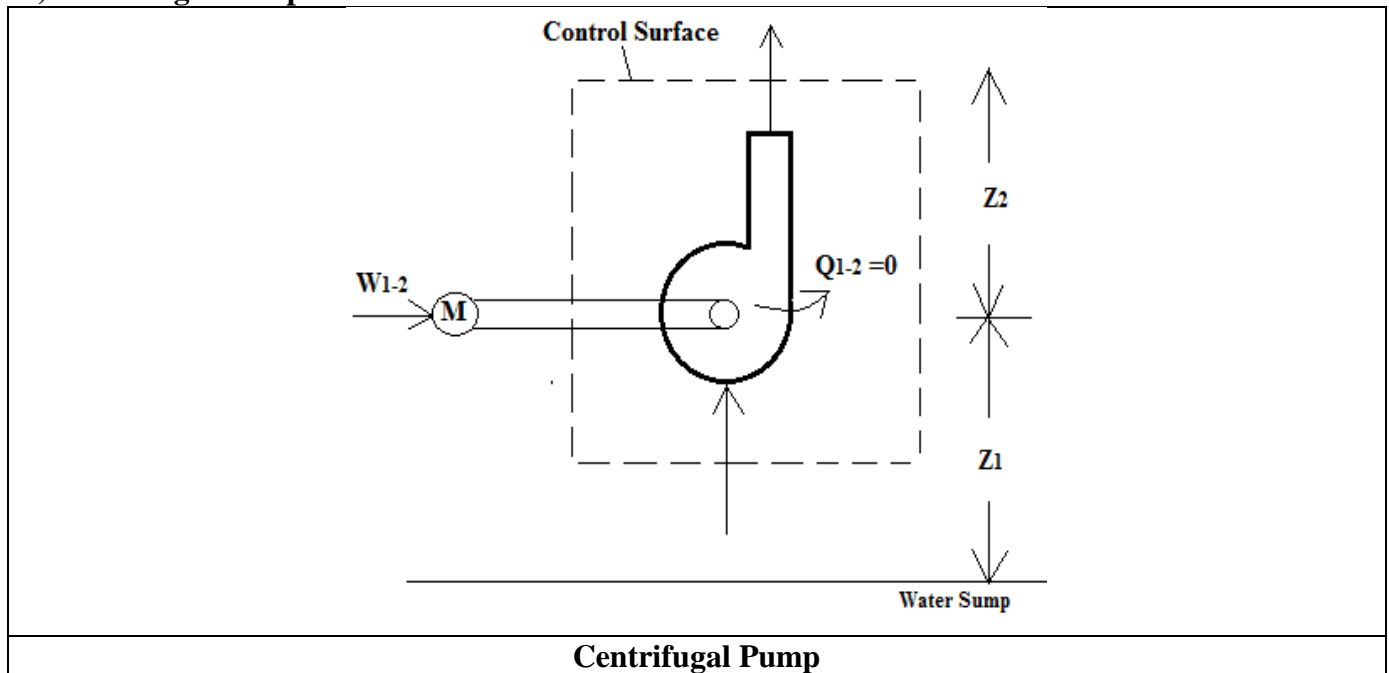 Control Surface
Z2
W1-2
M
Q1-2 =0
Z1
Water Sump
Centrifugal Pump